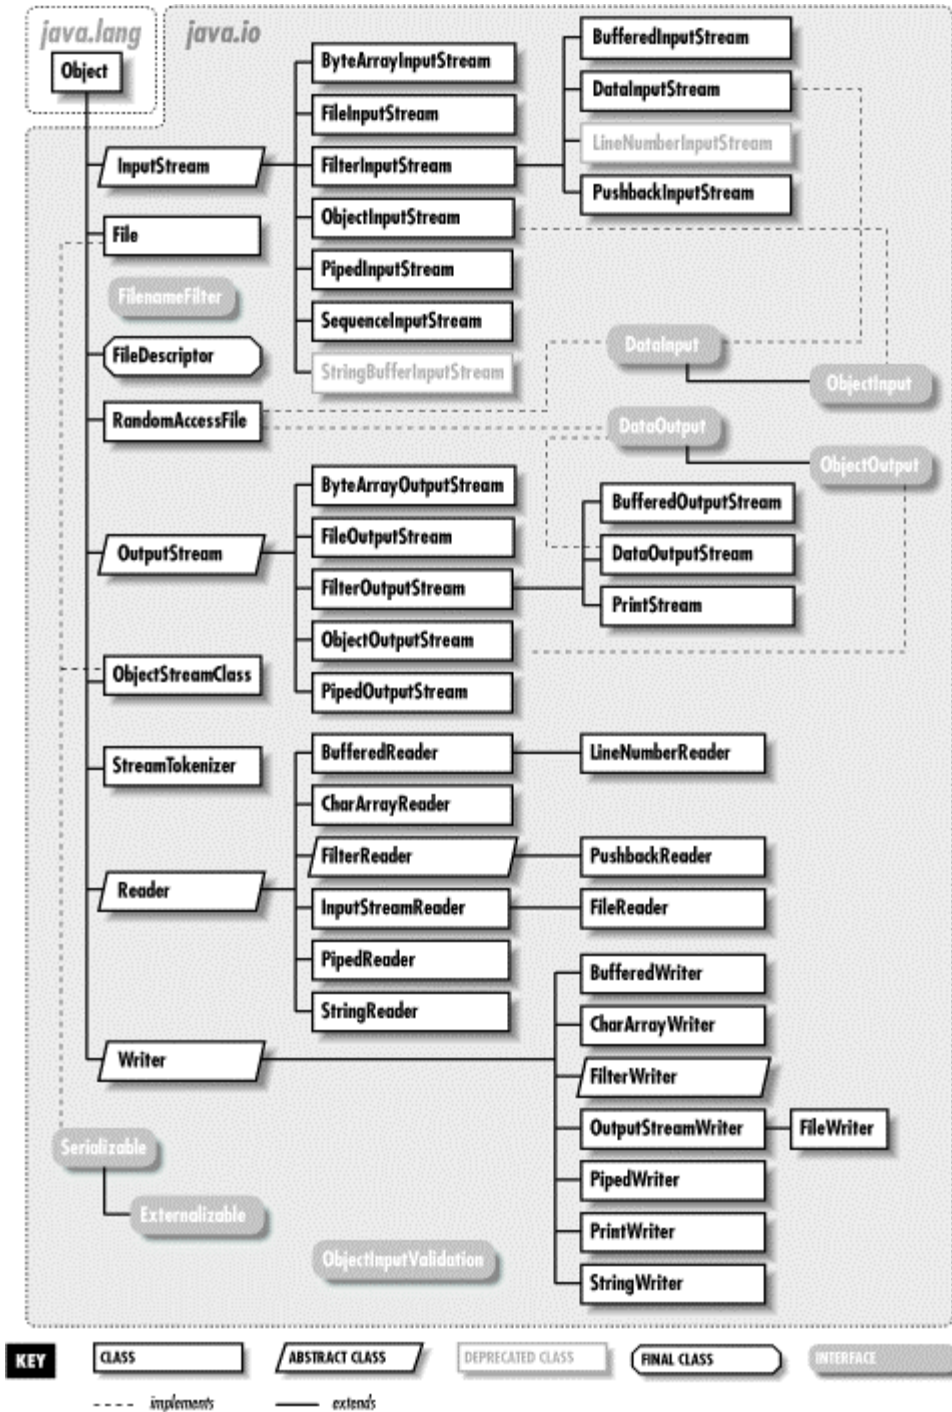 java.lang
java.io
Object
InputStream
ByteArrayInputStream
FileInputStream
FilterInputStream
ObjectInputStream
PipedInputStream
SequenceInputStream
StringBufferInputStream
BufferedInputStream
DataInputStream
LineNumberInputStream
PushbackInputStream
File
FilenameFilter
FileDescriptor
RandomAccessFile
DataInput
ObjectInput
DataOutput
ObjectOutput
OutputStream
ByteArrayOutputStream
FileOutputStream
FilterOutputStream
ObjectOutputStream
PipedOutputStream
BufferedOutputStream
DataOutputStream
PrintStream
ObjectStreamClass
StreamTokenizer
Reader
BufferedReader
CharArrayReader
FilterReader
InputStreamReader
PipedReader
StringReader
LineNumberReader
PushbackReader
FileReader
Writer
BufferedWriter
CharArrayWriter
FilterWriter
OutputStreamWriter
FileWriter
PipedWriter
PrintWriter
StringWriter
Serializable
Externalizable
ObjectInputValidation
KEY
CLASS
ABSTRACT CLASS
DEPRECATED CLASS
FINAL CLASS
INTERFACE
implements
extends